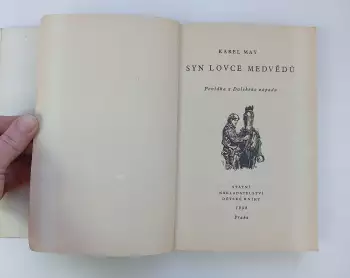 KAREL MAY
SYN LOVCE MEDVĚDŮ
Povídka z Divokého západu
STÁTNÍ
NAKLADATELSTVÍ
DĚTSKÉ KNIHY
Praha